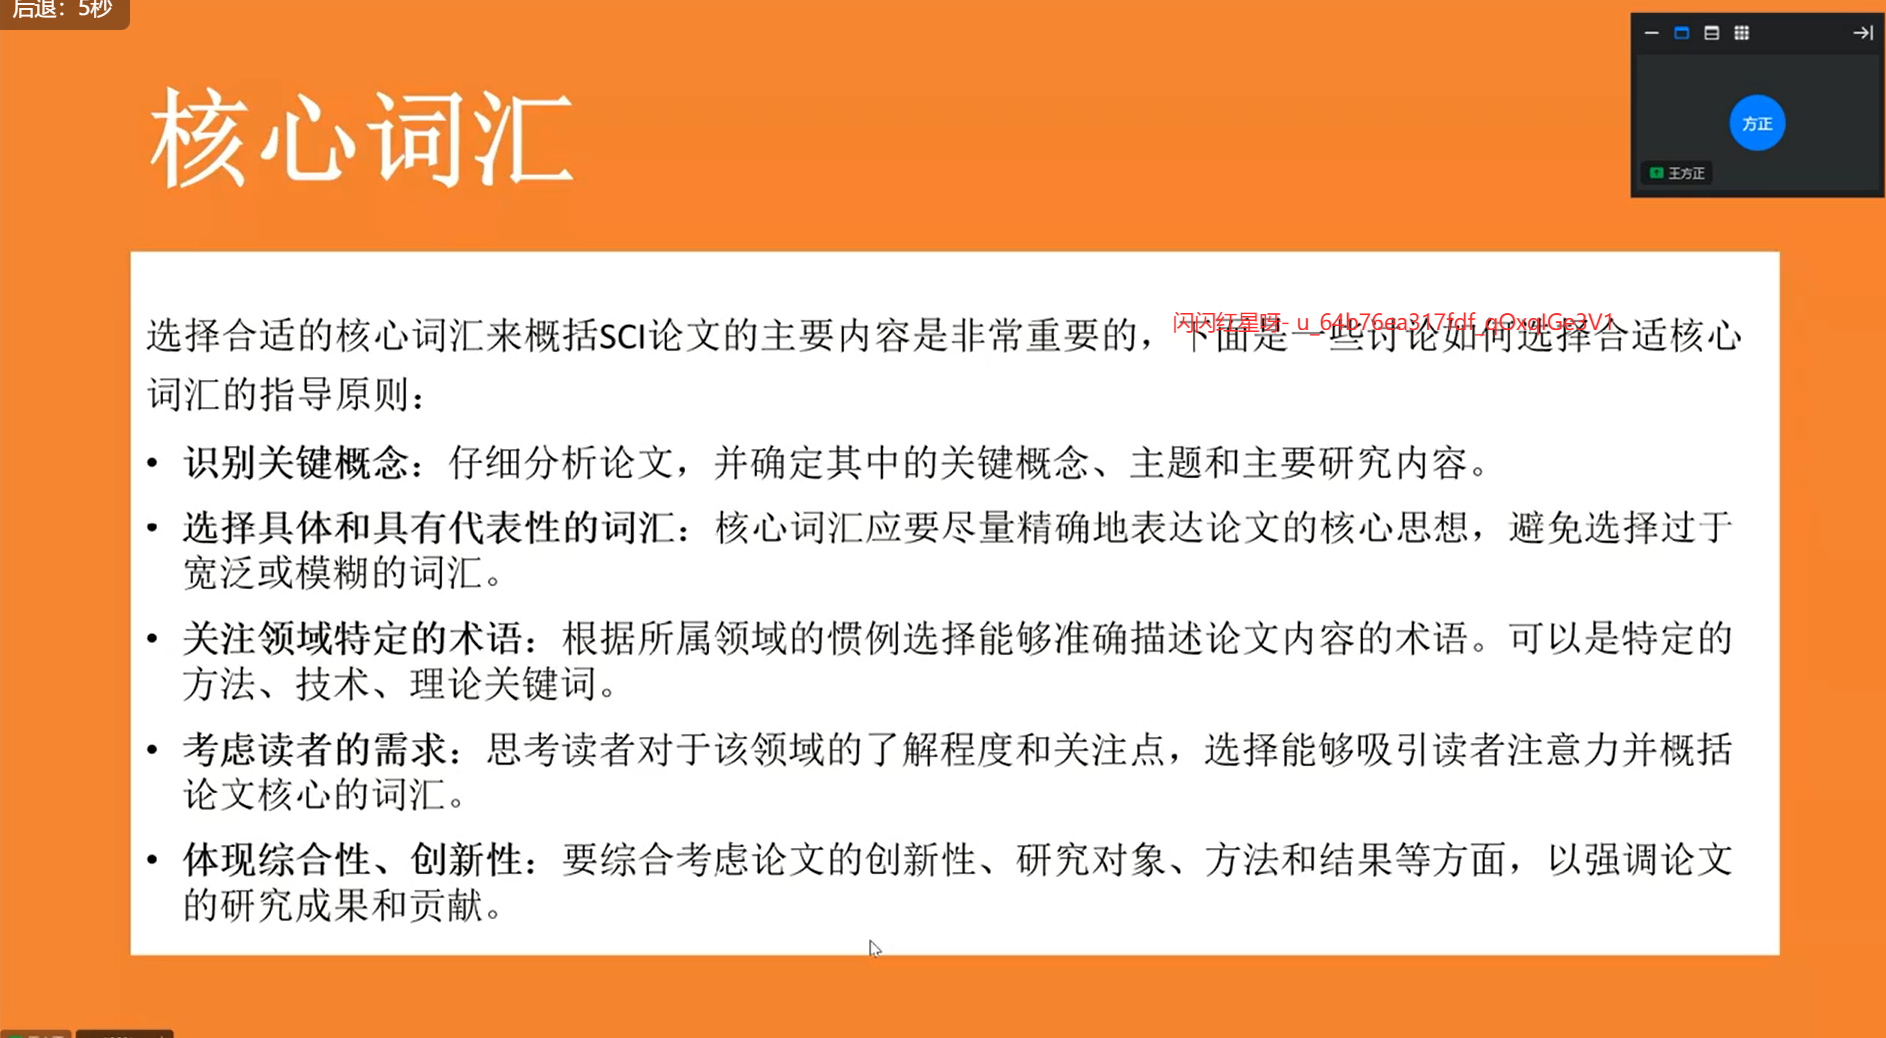 后退：5秒
核心词汇
方正
王方正
闪闪红星呀- u_64b76ea317fdf_qOxqIGe3V1
选择合适的核心词汇来概括SCI论文的主要内容是非常重要的，下面是一些讨论如何选择合适核心
词汇的指导原则：
• 识别关键概念：仔细分析论文，并确定其中的关键概念、主题和主要研究内容。
• 选择具体和具有代表性的词汇：核心词汇应要尽量精确地表达论文的核心思想，避免选择过于
宽泛或模糊的词汇。
• 关注领域特定的术语：根据所属领域的惯例选择能够准确描述论文内容的术语。可以是特定的
方法、技术、理论关键词。
• 考虑读者的需求：思考读者对于该领域的了解程度和关注点，选择能够吸引读者注意力并概括
论文核心的词汇。
• 体现综合性、创新性：要综合考虑论文的创新性、研究对象、方法和结果等方面，以强调论文
的研究成果和贡献。